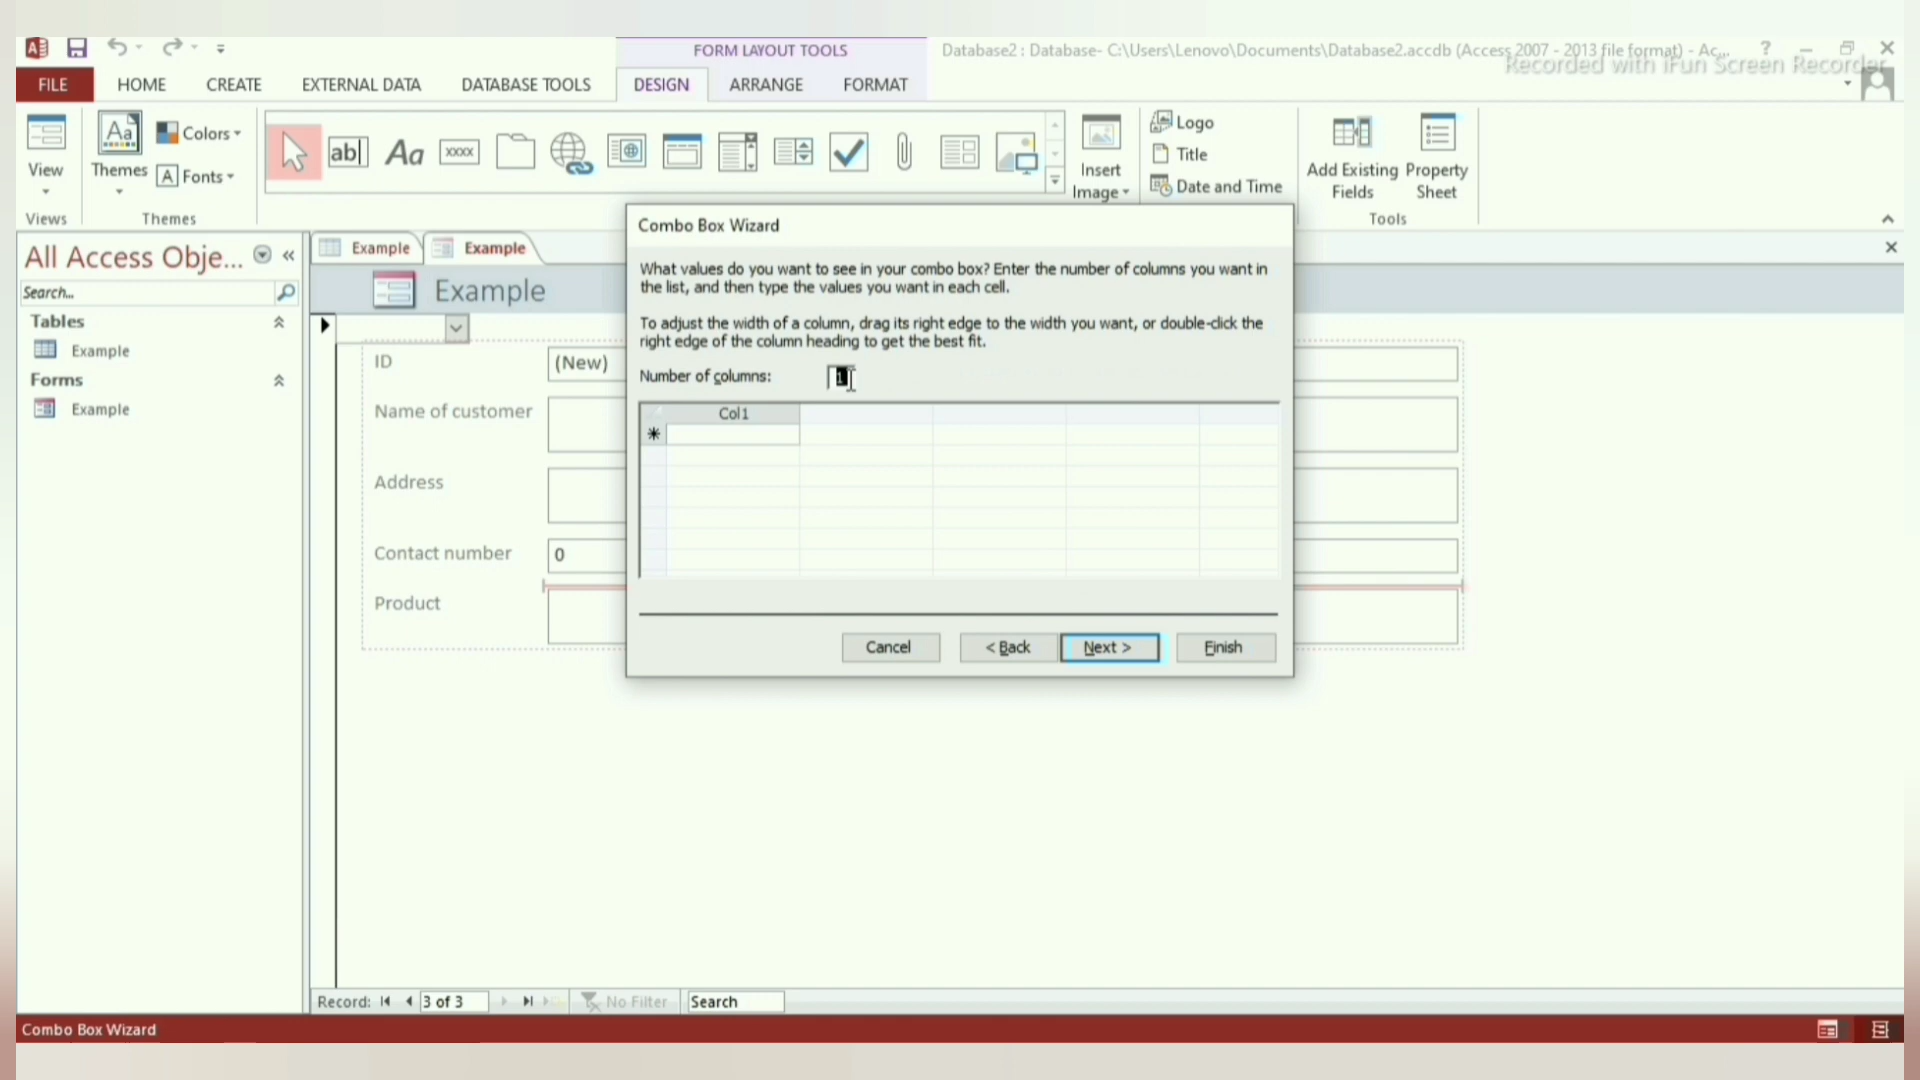 FORM LAYOUT TOOLS
Database2 : Database- C:\Users\Lenovo\Documents\Database2.accdb (Access 2007 - 2013 file format) - Ac...
?
Recorded with iFun Screen Recorder
FILE HOME CREATE EXTERNAL DATA DATABASE TOOLS DESIGN ARRANGE FORMAT
View
Views
Aa
Themes
Colors
A Fonts
Themes
ab|
Aa
XXXX
Insert
Image
Logo
Title
Date and Time
Add Existing
Fields
Property
Sheet
Tools
All Access Obje... «
Search...
Tables
Example
Forms
Example
Example
Example
Example
ID
(New)
Name of customer
Address
Contact number
0
Product
Combo Box Wizard
What values do you want to see in your combo box? Enter the number of columns you want in
the list, and then type the values you want in each cell.
To adjust the width of a column, drag its right edge to the width you want, or double-click the
right edge of the column heading to get the best fit.
Number of columns: 1
Col1
Cancel
< Back
Next >
Finish
Record: 3 of 3 No Filter Search
Combo Box Wizard